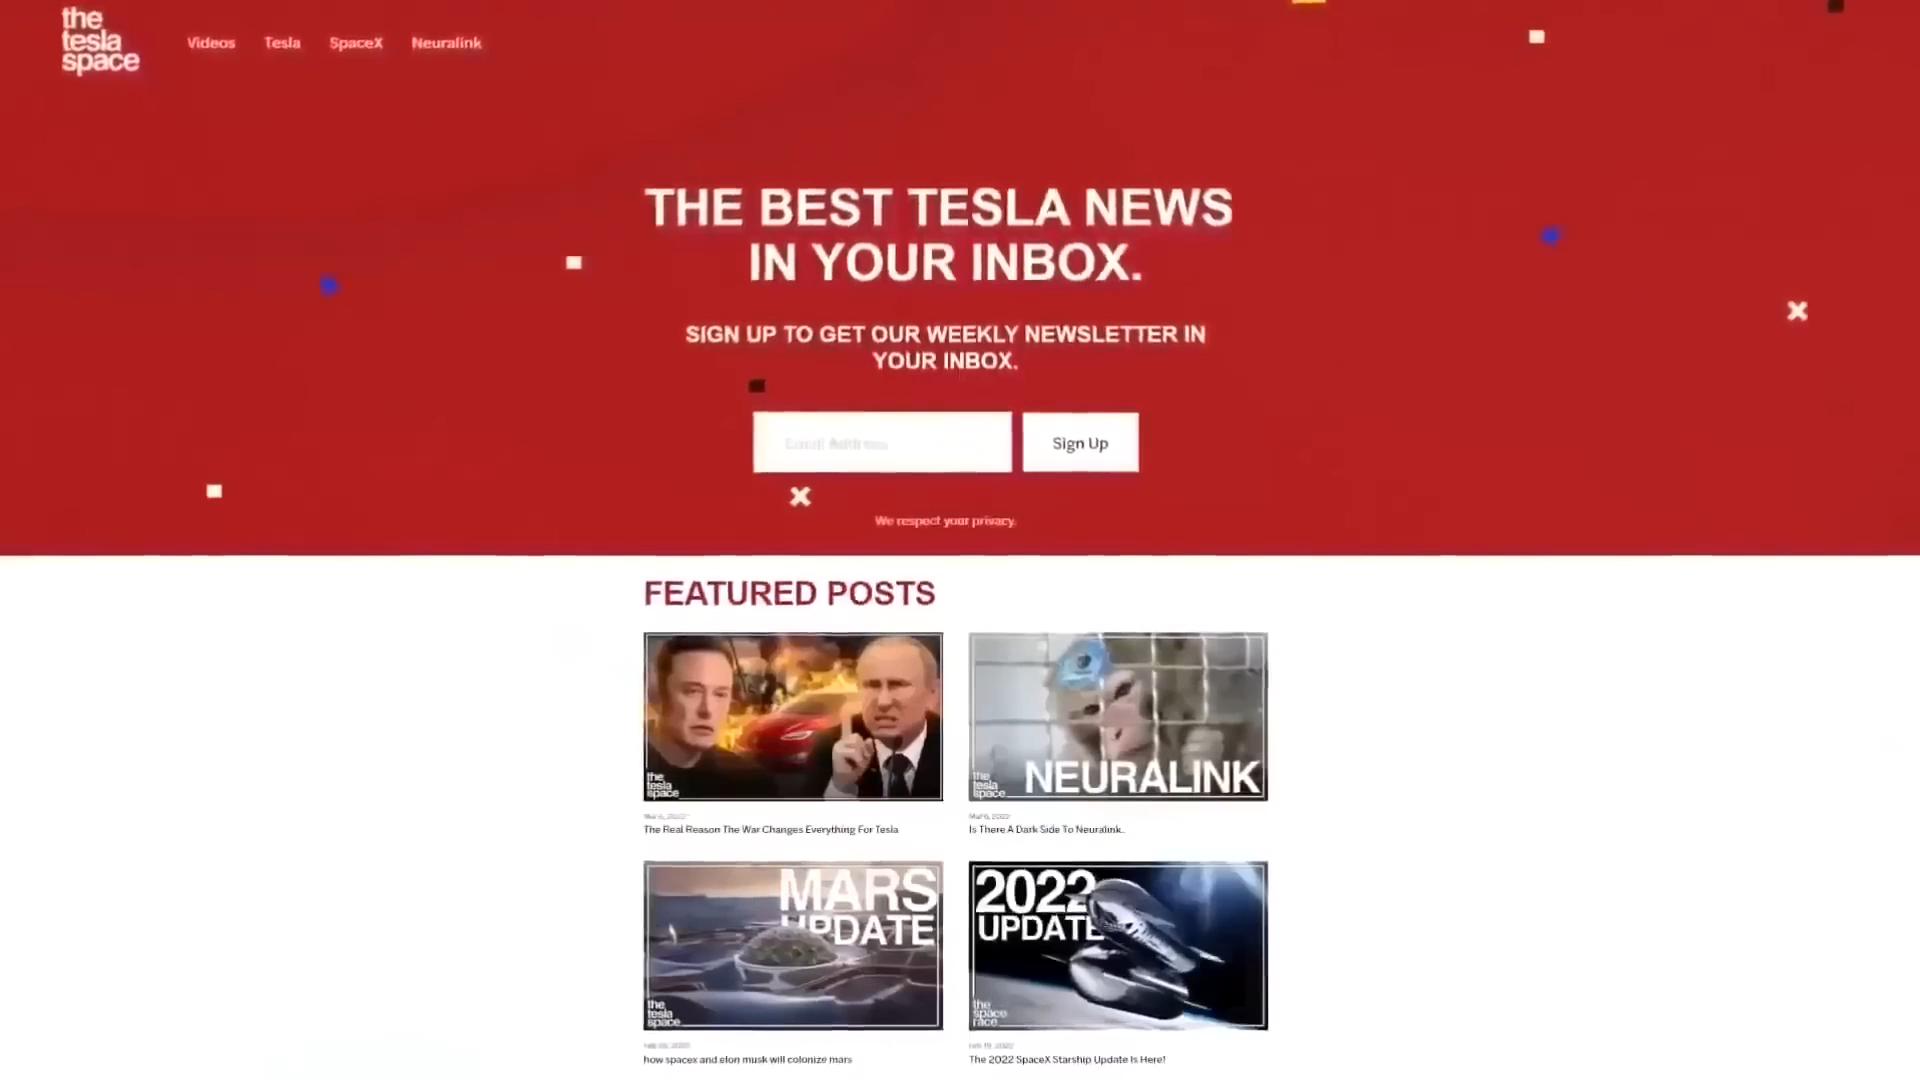 the
tesla
space
Videos Tesla SpaceX Neuralink
THE BEST TESLA NEWS
IN YOUR INBOX.
SIGN UP TO GET OUR WEEKLY NEWSLETTER IN
YOUR INBOX.
Email Address
Sign Up
We respect your privacy.
FEATURED POSTS
the
tesla
space
the
tesla
space
NEURALINK
The Real Reason The War Changes Everything For Tesla
Is There A Dark Side To Neuralink.
MARS
UPDATE
the
tesla
space
2022
UPDATE
the
space
race
how spacex and elon musk will colonize mars
The 2022 SpaceX Starship Update Is Here!